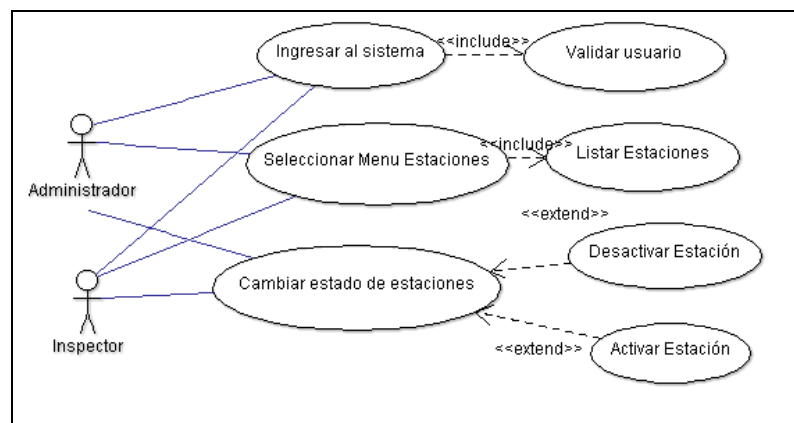 Ingresar al sistema
<<include>>
Validar usuario
Administrador
Seleccionar Menu Estaciones
<<include>>
Listar Estaciones
<<extend>>
Desactivar Estación
Cambiar estado de estaciones
Inspector
<<extend>>
Activar Estación